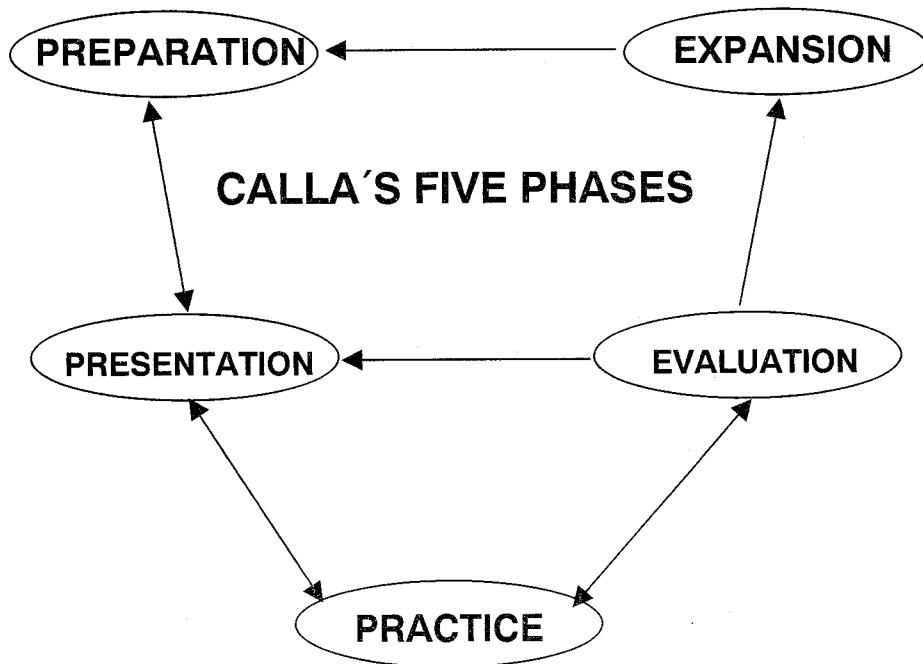 PREPARATION
EXPANSION
CALLA´S FIVE PHASES
PRESENTATION
EVALUATION
PRACTICE